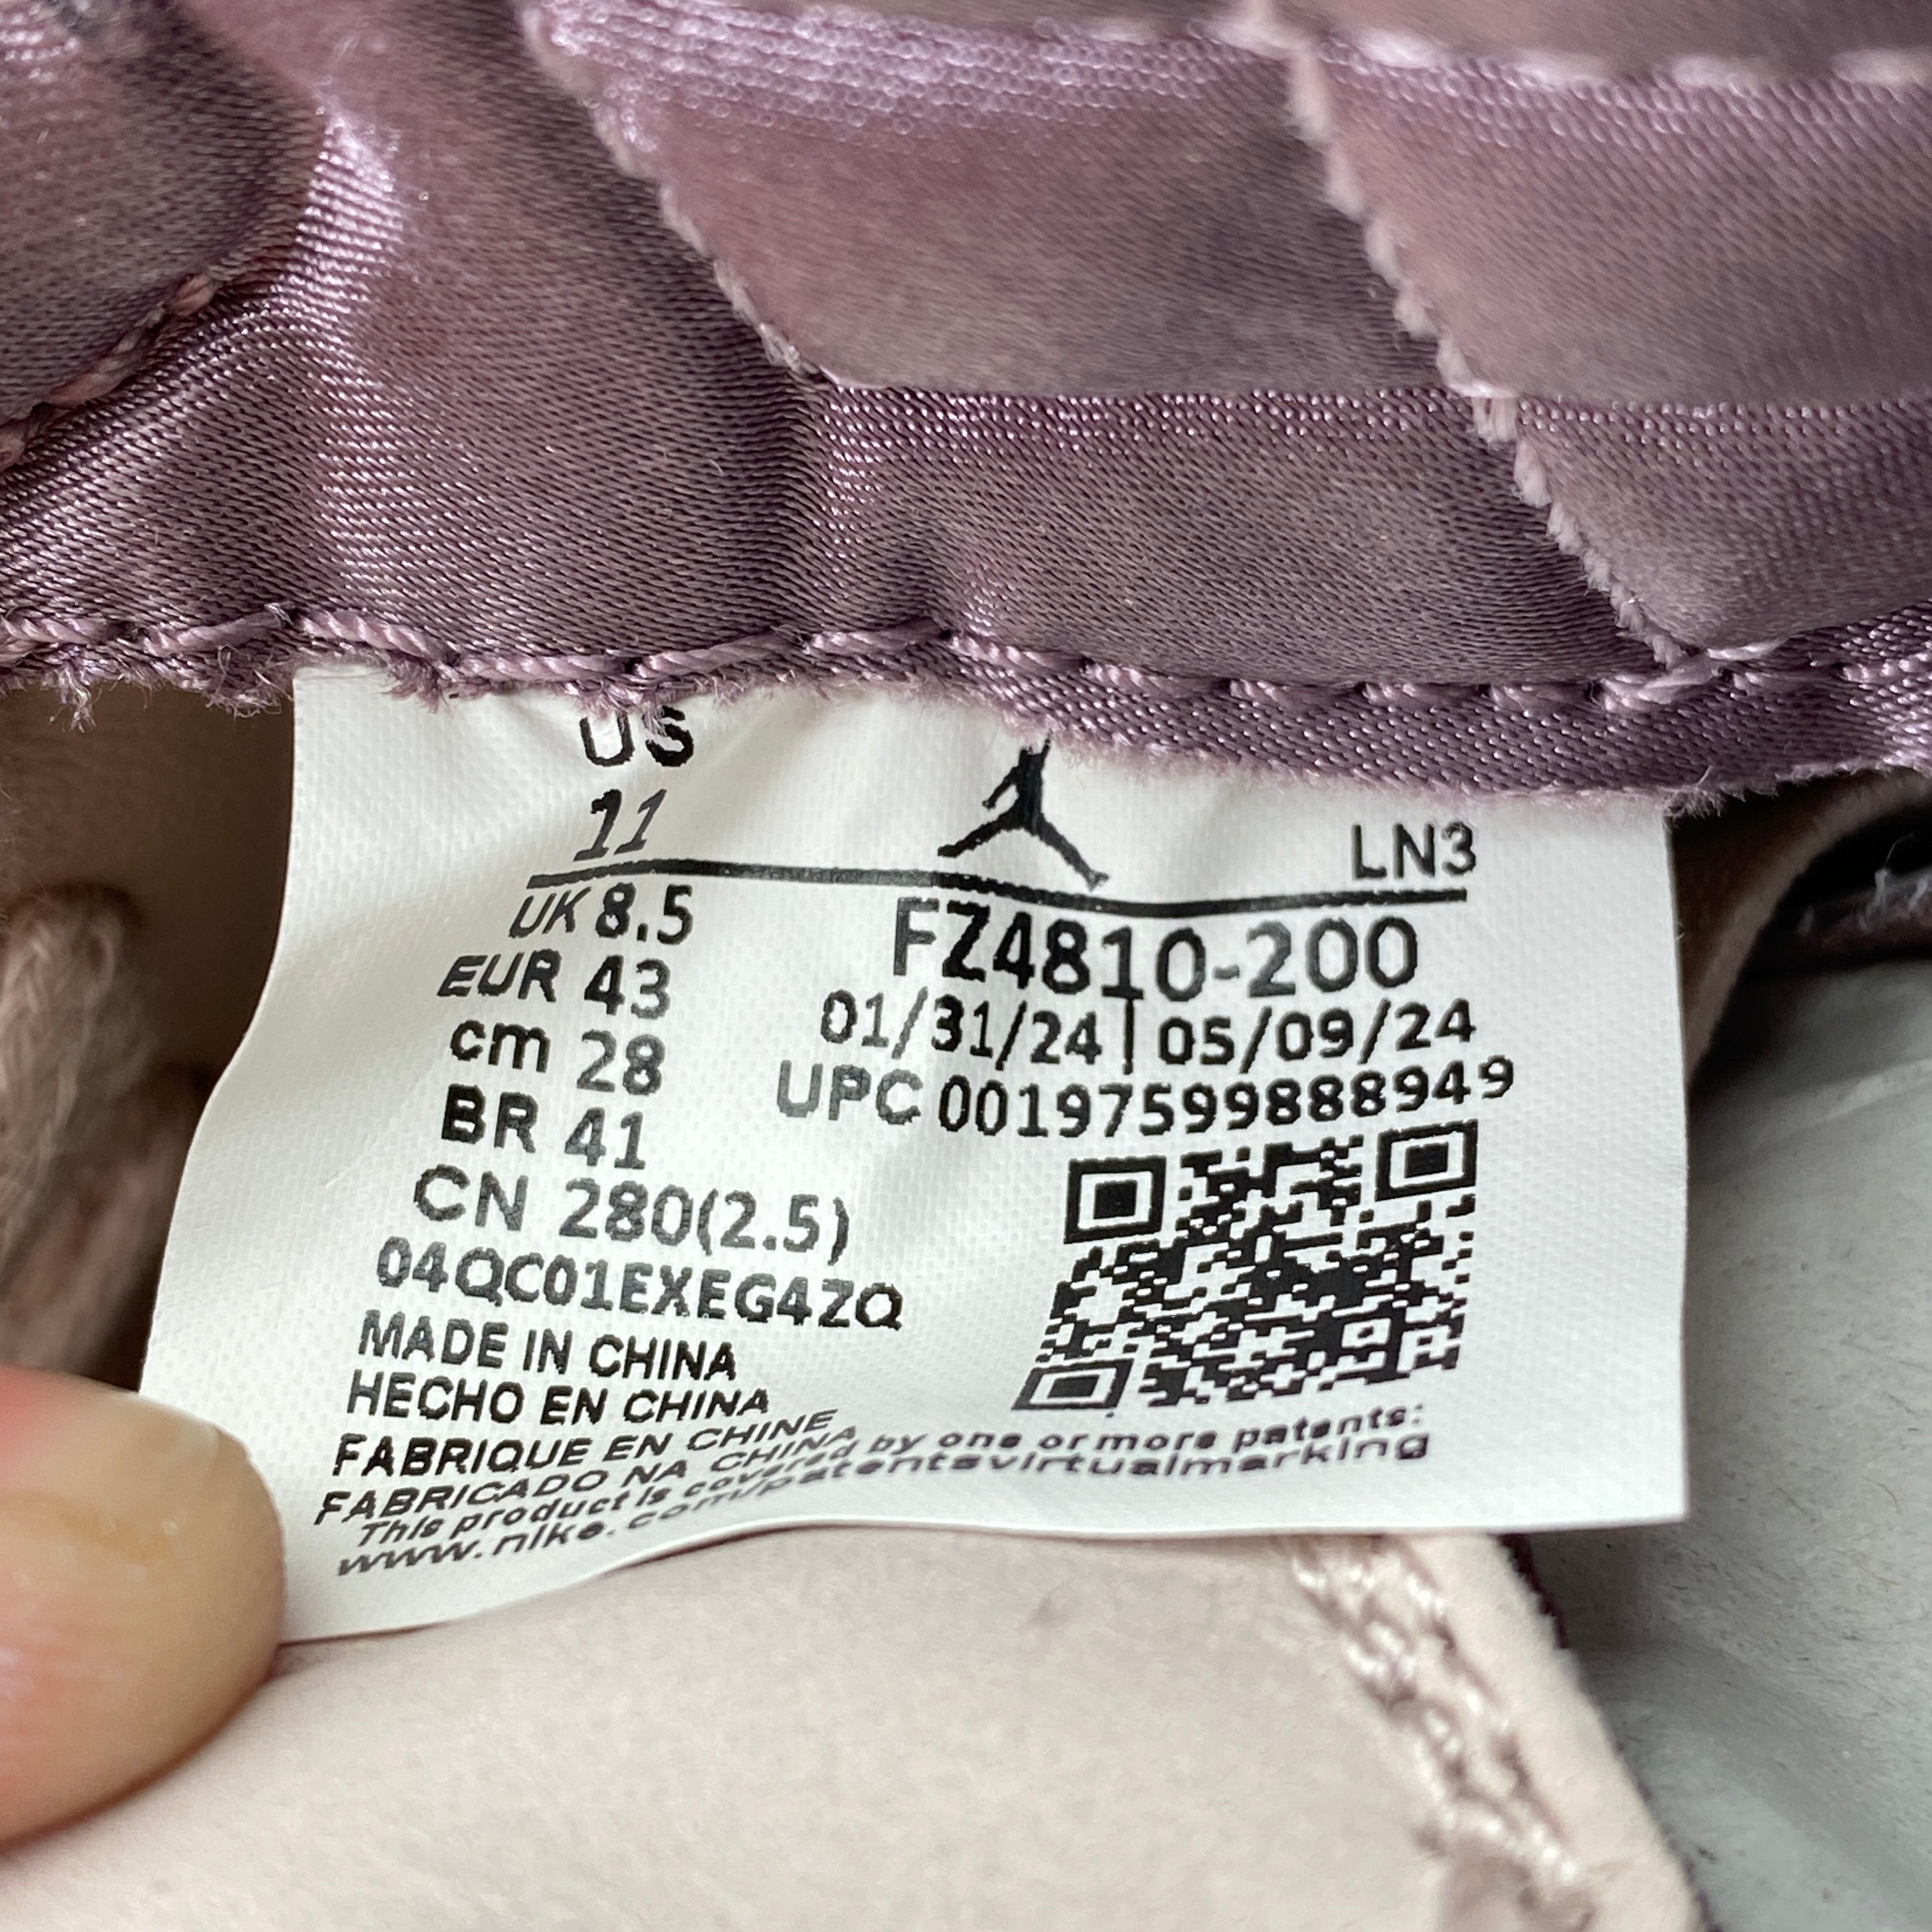 US
11
LN3
UK 8.5
EUR 43
cm 28
BR 41
CN 280(2.5)
FZ4810-200
01/31/24|05/09/24
UPC 00197599888949
04QC01EXEG4ZQ
MADE IN CHINA
HECHO EN CHINA
FABRIQUE EN CHINE
FABRICADO NA CHINA
This product is covered by one or more patents:
www.nike.com/patentsvirtualmarking